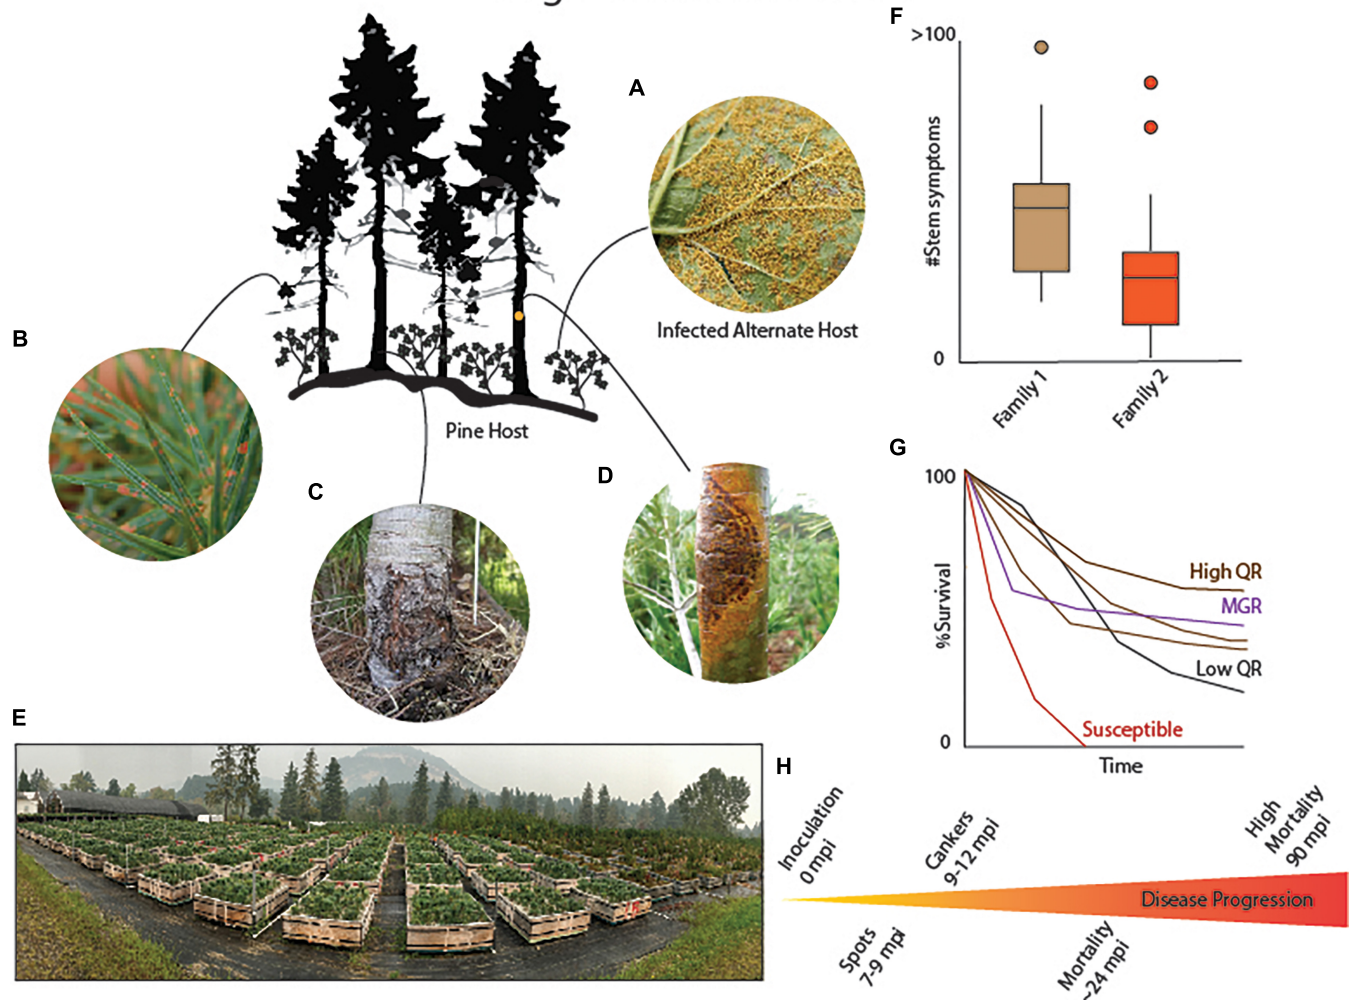 A
Infected Alternate Host
B
Pine Host
C
D
E
F
>100
#Stem symptoms
0
Family 1
Family 2
G
100
%Survival
0
High QR
MGR
Low QR
Susceptible
Time
H
Inoculation
0 mpi
Cankers
9-12 mpi
High
Mortality
90 mpi
Disease Progression
Spots
7-9 mpi
Mortality
~24 mpi